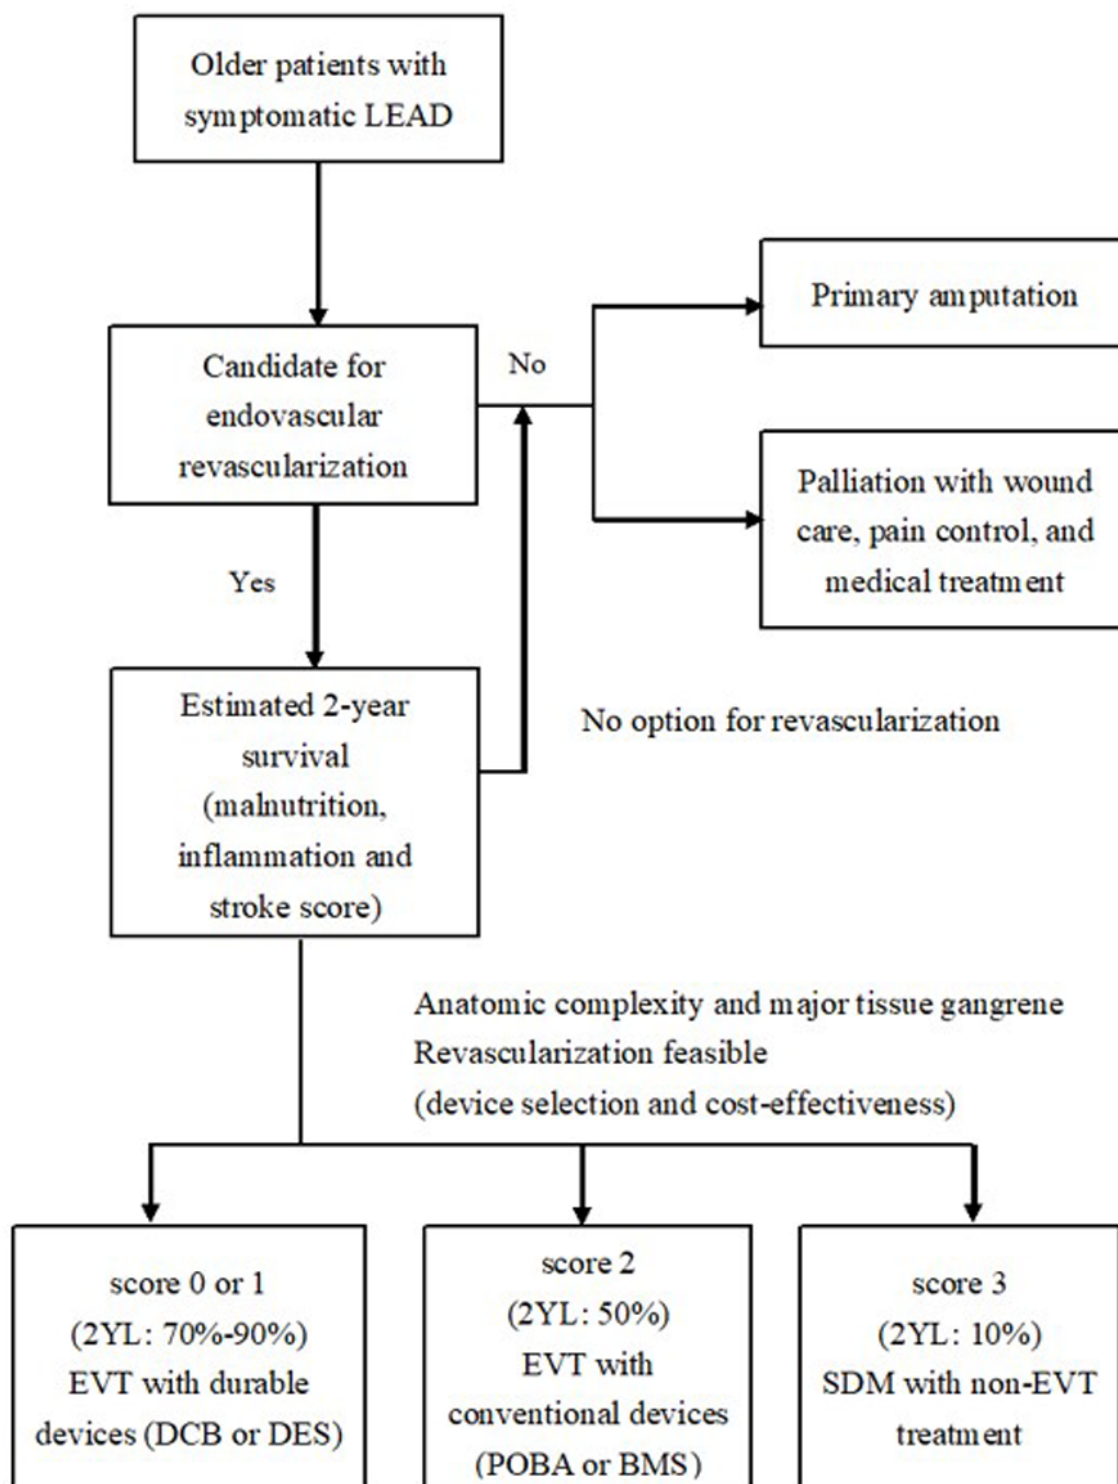 Older patients with
symptomatic LEAD
Primary amputation
Candidate for
endovascular
revascularization
No
Palliation with wound
care, pain control, and
medical treatment
Yes
Estimated 2-year
survival
(malnutrition,
inflammation and
stroke score)
No option for revascularization
Anatomic complexity and major tissue gangrene
Revascularization feasible
(device selection and cost-effectiveness)
score 0 or 1
(2YL: 70%-90%)
EVT with durable
devices (DCB or DES)
score 2
(2YL: 50%)
EVT with
conventional devices
(POBA or BMS)
score 3
(2YL: 10%)
SDM with non-EVT
treatment